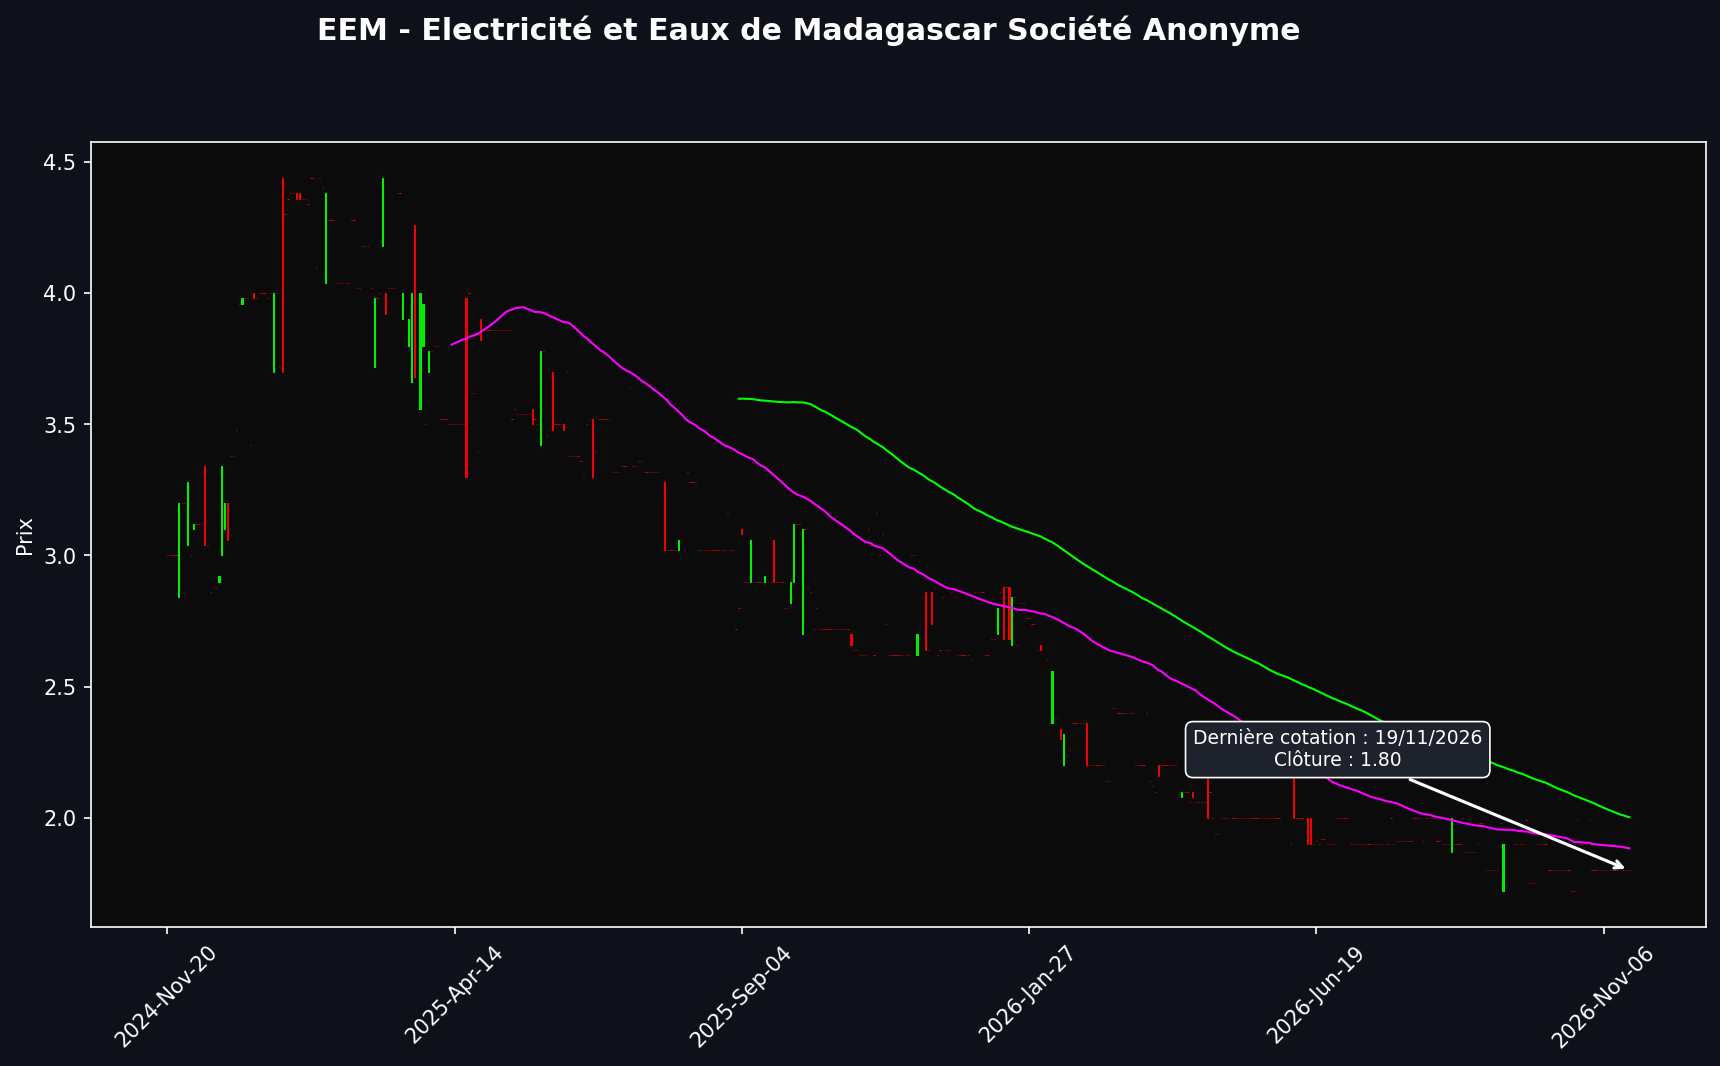 EEM - Electricité et Eaux de Madagascar Société Anonyme
Prix
4.5
4.0
3.5
3.0
2.5
2.0
Dernière cotation : 19/11/2026
Clôture : 1.80
2024-Nov-20
2025-Apr-14
2025-Sep-04
2026-Jan-27
2026-Jun-19
2026-Nov-06